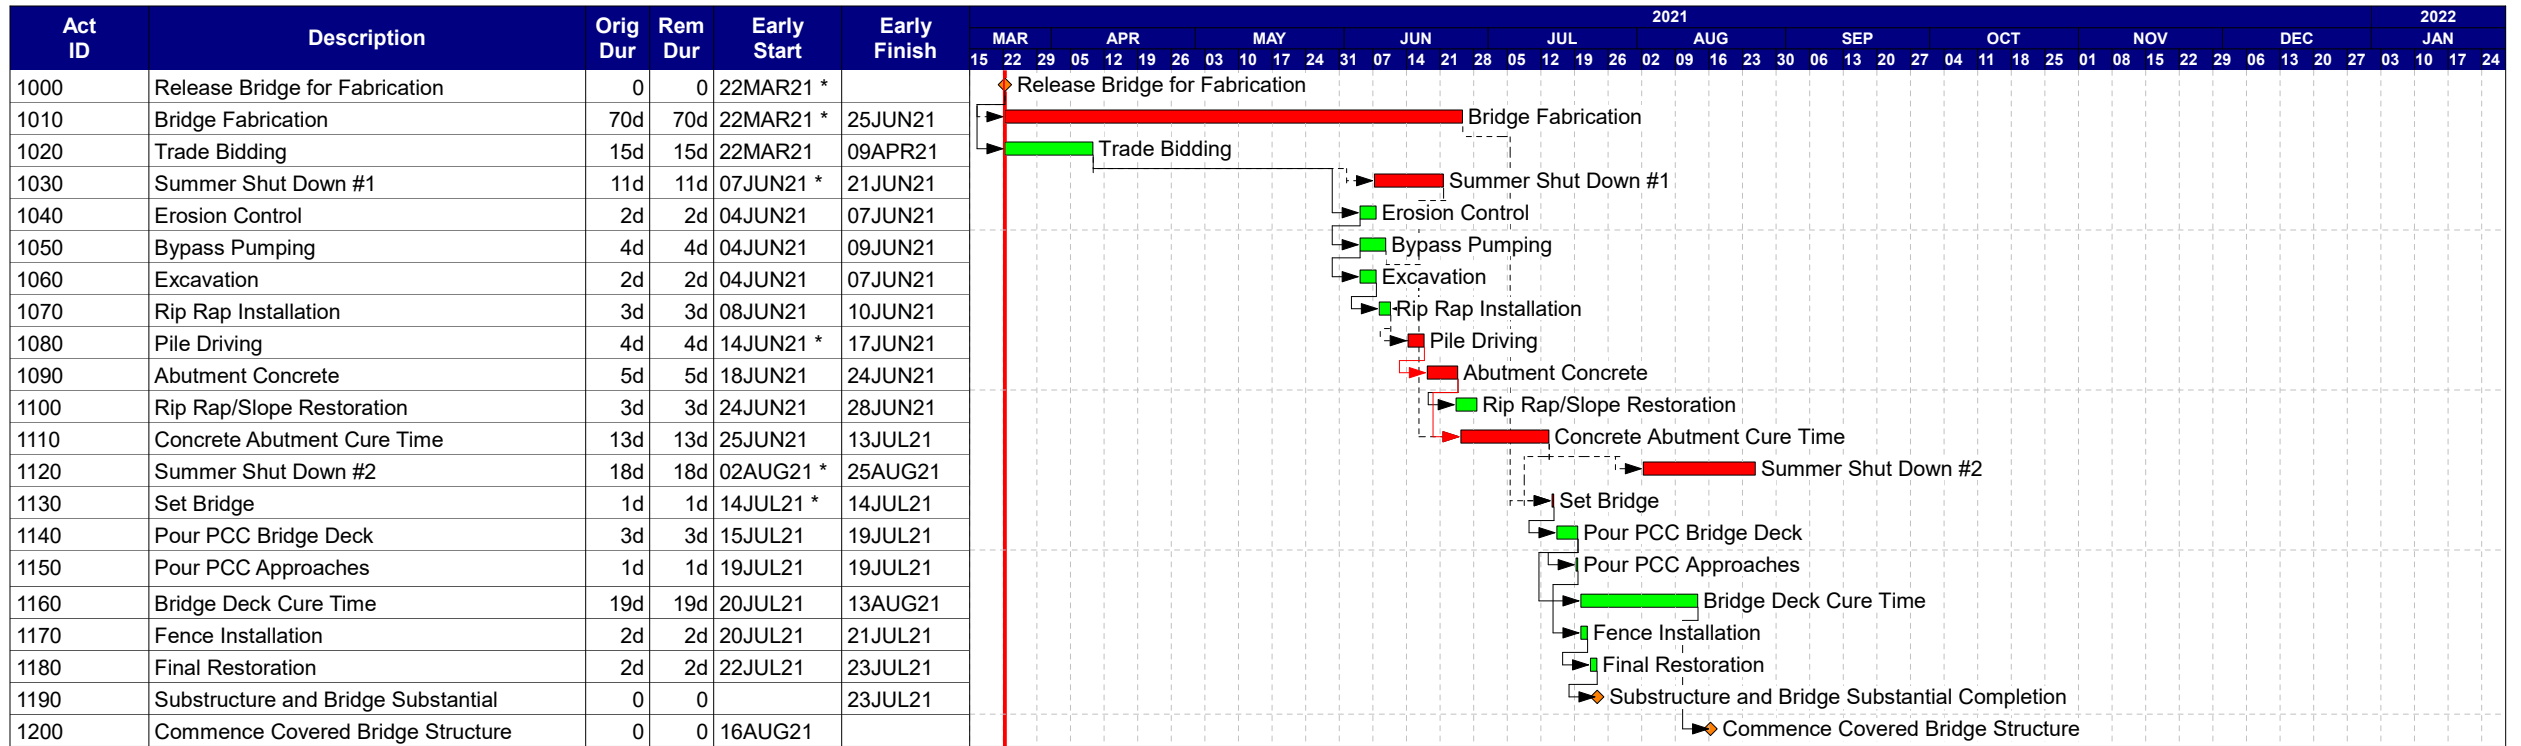 Act ID Description Orig Dur Rem Dur Early Start Early Finish
2021 2022
MAR APR MAY JUN JUL AUG SEP OCT NOV DEC JAN
15 22 29 05 12 19 26 03 10 17 24 31 07 14 21 28 05 12 19 26 02 09 16 23 30 06 13 20 27 04 11 18 25 01 08 15 22 29 06 13 20 27 03 10 17 24
1000 Release Bridge for Fabrication 0 0 22MAR21 * Release Bridge for Fabrication
1010 Bridge Fabrication 70d 70d 22MAR21 * 25JUN21 Bridge Fabrication
1020 Trade Bidding 15d 15d 22MAR21 09APR21 Trade Bidding
1030 Summer Shut Down #1 11d 11d 07JUN21 * 21JUN21 Summer Shut Down #1
1040 Erosion Control 2d 2d 04JUN21 07JUN21 Erosion Control
1050 Bypass Pumping 4d 4d 04JUN21 09JUN21 Bypass Pumping
1060 Excavation 2d 2d 04JUN21 07JUN21 Excavation
1070 Rip Rap Installation 3d 3d 08JUN21 10JUN21 Rip Rap Installation
1080 Pile Driving 4d 4d 14JUN21 * 17JUN21 Pile Driving
1090 Abutment Concrete 5d 5d 18JUN21 24JUN21 Abutment Concrete
1100 Rip Rap/Slope Restoration 3d 3d 24JUN21 28JUN21 Rip Rap/Slope Restoration
1110 Concrete Abutment Cure Time 13d 13d 25JUN21 13JUL21 Concrete Abutment Cure Time
1120 Summer Shut Down #2 18d 18d 02AUG21 * 25AUG21 Summer Shut Down #2
1130 Set Bridge 1d 1d 14JUL21 * 14JUL21 Set Bridge
1140 Pour PCC Bridge Deck 3d 3d 15JUL21 19JUL21 Pour PCC Bridge Deck
1150 Pour PCC Approaches 1d 1d 19JUL21 19JUL21 Pour PCC Approaches
1160 Bridge Deck Cure Time 19d 19d 20JUL21 13AUG21 Bridge Deck Cure Time
1170 Fence Installation 2d 2d 20JUL21 21JUL21 Fence Installation
1180 Final Restoration 2d 2d 22JUL21 23JUL21 Final Restoration
1190 Substructure and Bridge Substantial 0 0 23JUL21 Substructure and Bridge Substantial Completion
1200 Commence Covered Bridge Structure 0 0 16AUG21 Commence Covered Bridge Structure